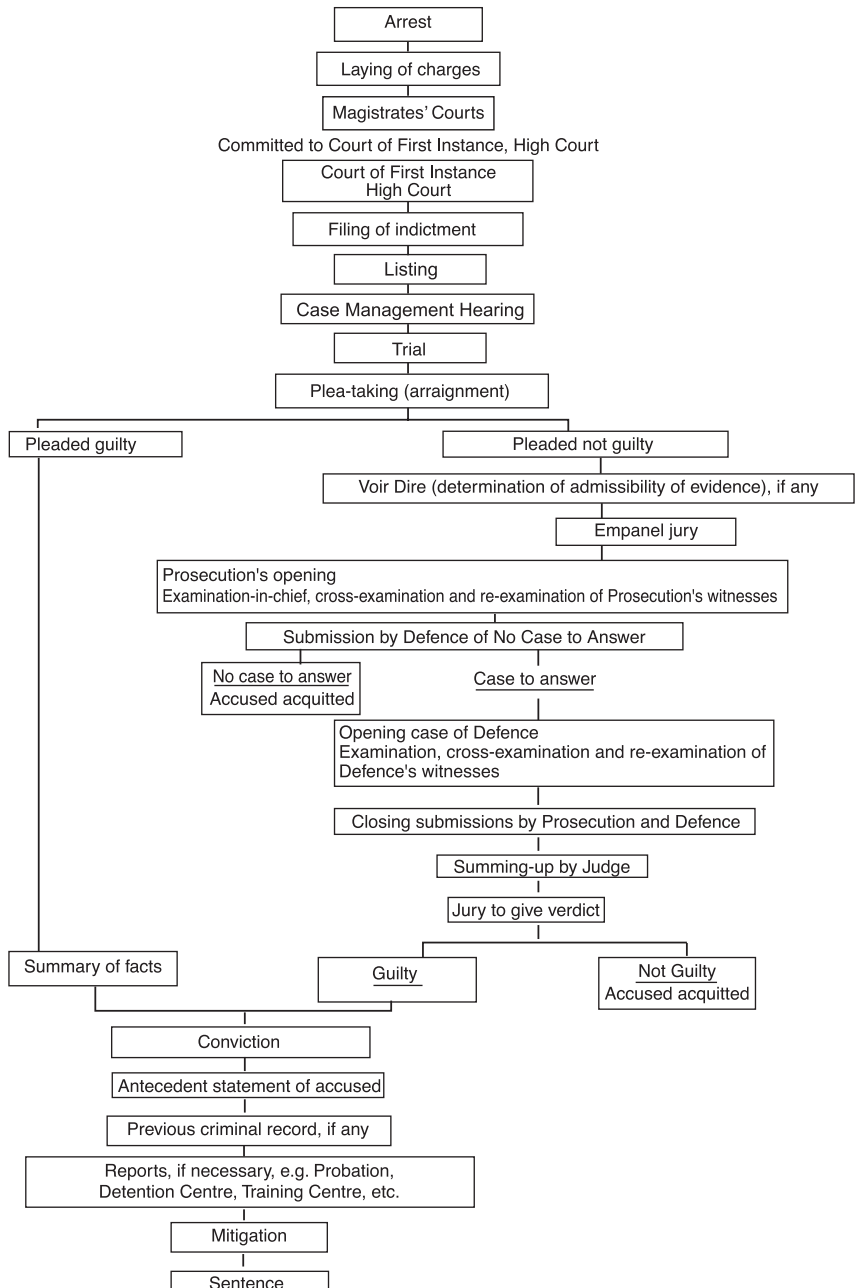 Arrest
Laying of charges
Magistrates' Courts
Committed to Court of First Instance, High Court
Court of First Instance
High Court
Filing of indictment
Listing
Case Management Hearing
Trial
Plea-taking (arraignment)
Pleaded guilty
Pleaded not guilty
Voir Dire (determination of admissibility of evidence), if any
Empanel jury
Prosecution's opening
Examination-in-chief, cross-examination and re-examination of Prosecution's witnesses
Submission by Defence of No Case to Answer
No case to answer
Accused acquitted
Case to answer
Opening case of Defence
Examination, cross-examination and re-examination of
Defence's witnesses
Closing submissions by Prosecution and Defence
Summing-up by Judge
Jury to give verdict
Summary of facts
Guilty
Not Guilty
Accused acquitted
Conviction
Antecedent statement of accused
Previous criminal record, if any
Reports, if necessary, e.g. Probation,
Detention Centre, Training Centre, etc.
Mitigation
Sentence